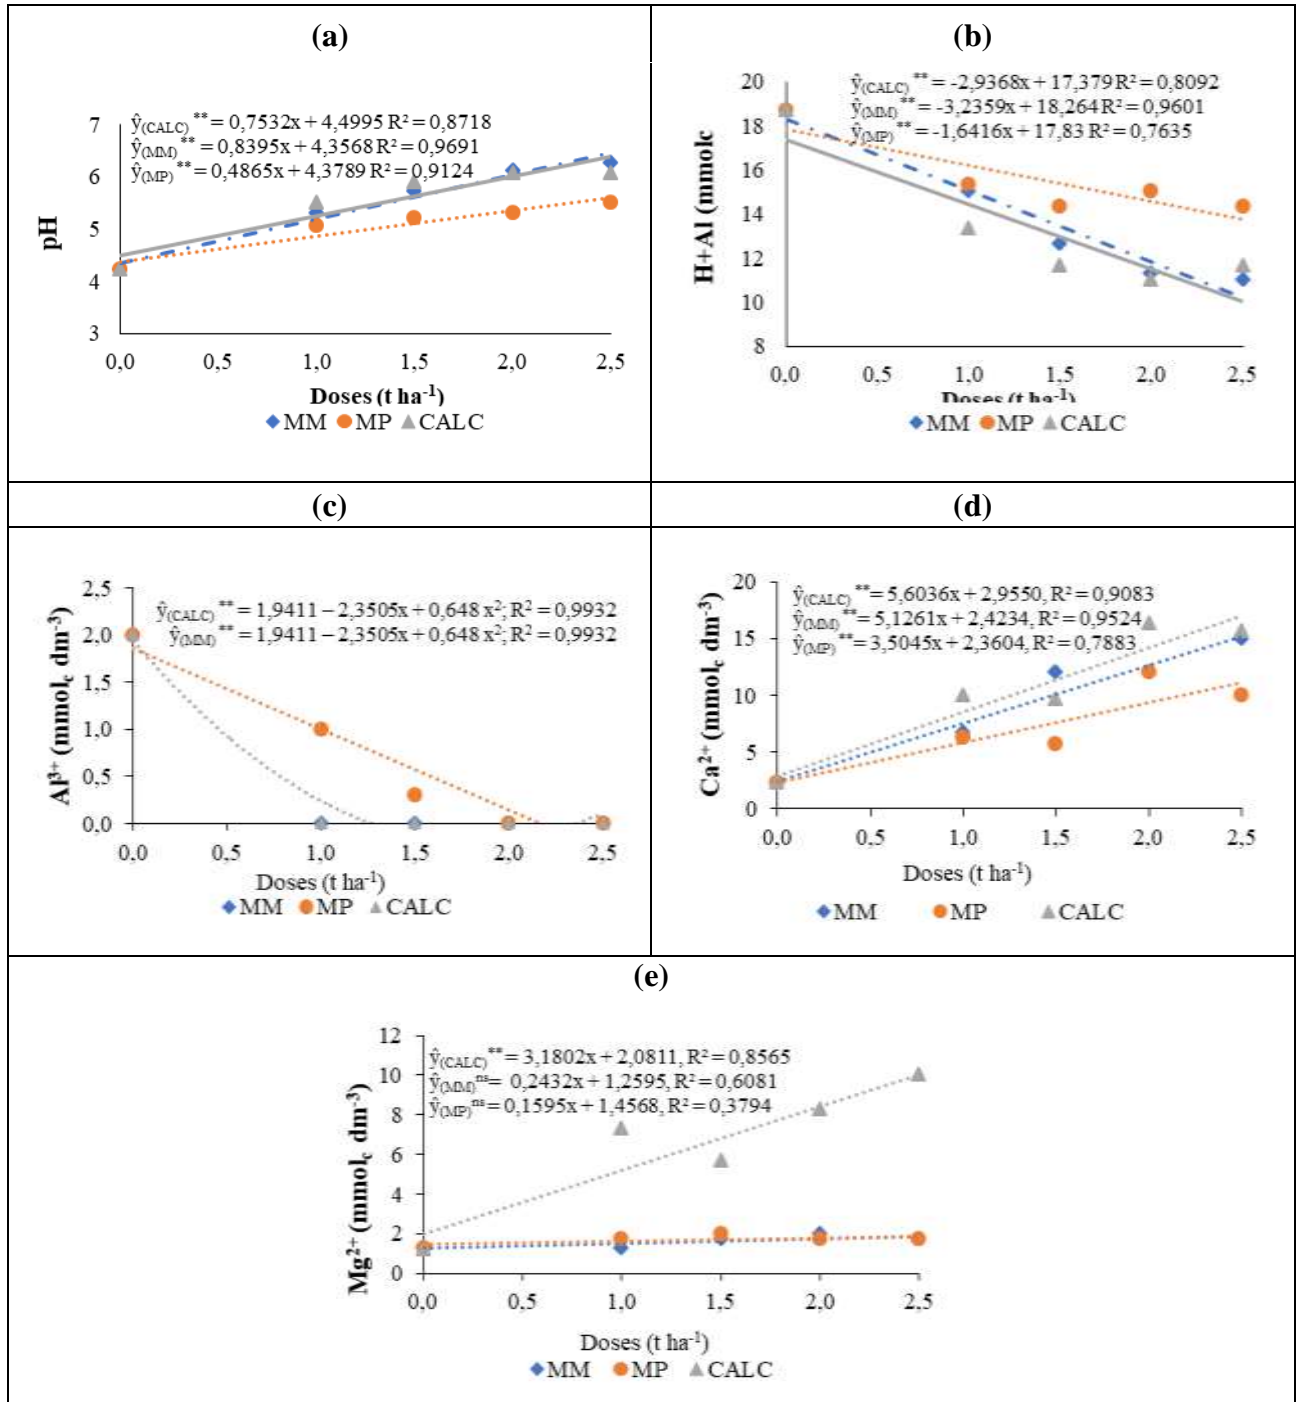 (a)
ŷ(CALC)** = 0,7532x + 4,4995 R² = 0,8718
ŷ(MM)** = 0,8395x + 4,3568 R² = 0,9691
ŷ(MP)** = 0,4865x + 4,3789 R² = 0,9124
7
6
5
4
3
pH
0,0 0,5 1,0 1,5 2,0 2,5
Doses (t ha⁻¹)
MM MP CALC
(b)
ŷ(CALC)** = -2,9368x + 17,379 R² = 0,8092
ŷ(MM)** = -3,2359x + 18,264 R² = 0,9601
ŷ(MP)** = -1,6416x + 17,83 R² = 0,7635
20
18
16
14
12
10
8
H+Al (mmolc
0,0 0,5 1,0 1,5 2,0 2,5
Doses (t ha⁻¹)
MM MP CALC
(c)
2,5
2,0
1,5
1,0
0,5
0,0
ŷ(CALC)** = 1,9411 – 2,3505x + 0,648 x²; R² = 0,9932
ŷ(MM)** = 1,9411 – 2,3505x + 0,648 x²; R² = 0,9932
Al³⁺ (mmolc dm⁻³)
0,0 0,5 1,0 1,5 2,0 2,5
Doses (t ha⁻¹)
MM MP CALC
(d)
20
15
10
5
0
ŷ(CALC)** = 5,6036x + 2,9550, R² = 0,9083
ŷ(MM)** = 5,1261x + 2,4234, R² = 0,9524
ŷ(MP)** = 3,5045x + 2,3604, R² = 0,7883
Ca²⁺ (mmolc dm⁻³)
0,0 0,5 1,0 1,5 2,0 2,5
Doses (t ha⁻¹)
MM MP CALC
(e)
12
10
8
6
4
2
0
ŷ(CALC)** = 3,1802x + 2,0811, R² = 0,8565
ŷ(MM)ns = 0,2432x + 1,2595, R² = 0,6081
ŷ(MP)ns = 0,1595x + 1,4568, R² = 0,3794
Mg²⁺ (mmolc dm⁻³)
0,0 0,5 1,0 1,5 2,0 2,5
Doses (t ha⁻¹)
MM MP CALC